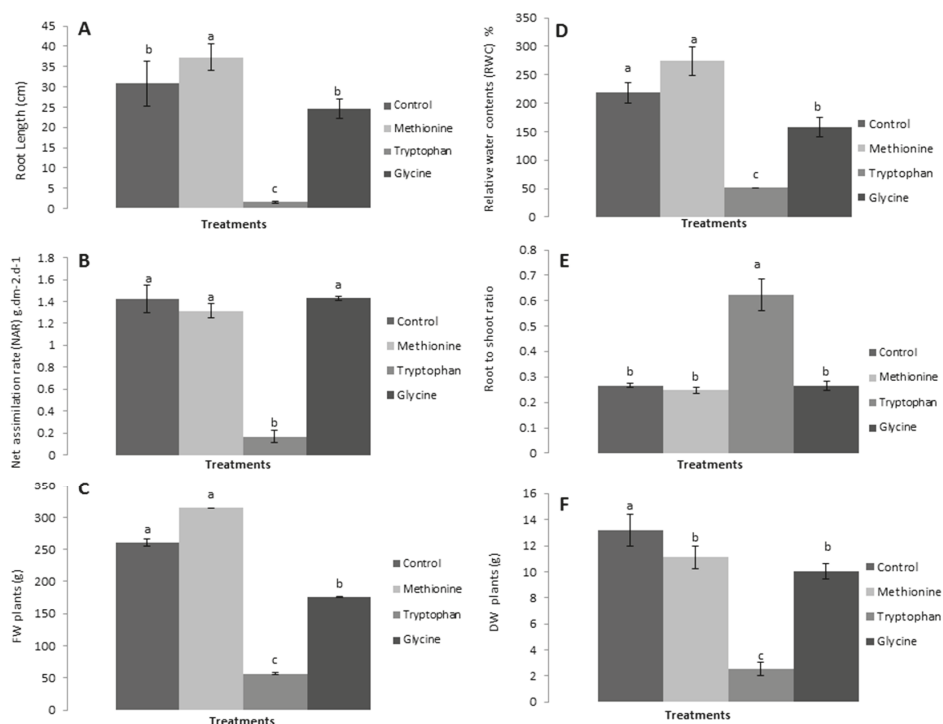 A
Root Length (cm)
45
40
35
30
25
20
15
10
5
0
b
a
c
b
Treatments
Control
Methionine
Tryptophan
Glycine
D
Relative water contents (RWC) %
350
300
250
200
150
100
50
0
a
a
c
b
Treatments
Control
Methionine
Tryptophan
Glycine
B
Net assimilation rate (NAR) g.dm-2.d-1
1.8
1.6
1.4
1.2
1
0.8
0.6
0.4
0.2
0
a
a
b
a
Treatments
Control
Methionine
Tryptophan
Glycine
E
Root to shoot ratio
0.8
0.7
0.6
0.5
0.4
0.3
0.2
0.1
0
b
b
a
b
Treatments
Control
Methionine
Tryptophan
Glycine
C
FW plants (g)
350
300
250
200
150
100
50
0
a
a
c
b
Treatments
Control
Methionine
Tryptophan
Glycine
F
DW plants (g)
16
14
12
10
8
6
4
2
0
a
b
c
b
Treatments
Control
Methionine
Tryptophan
Glycine